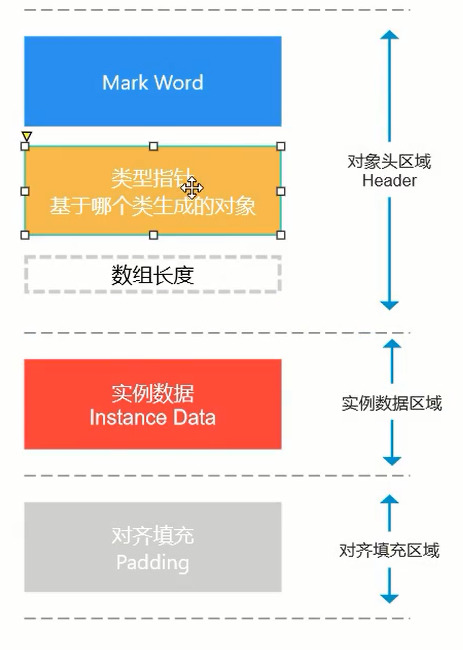 Mark Word
类型指针
基于哪个类生成的对象
数组长度
对象头区域
Header
实例数据
Instance Data
实例数据区域
对齐填充
Padding
对齐填充区域